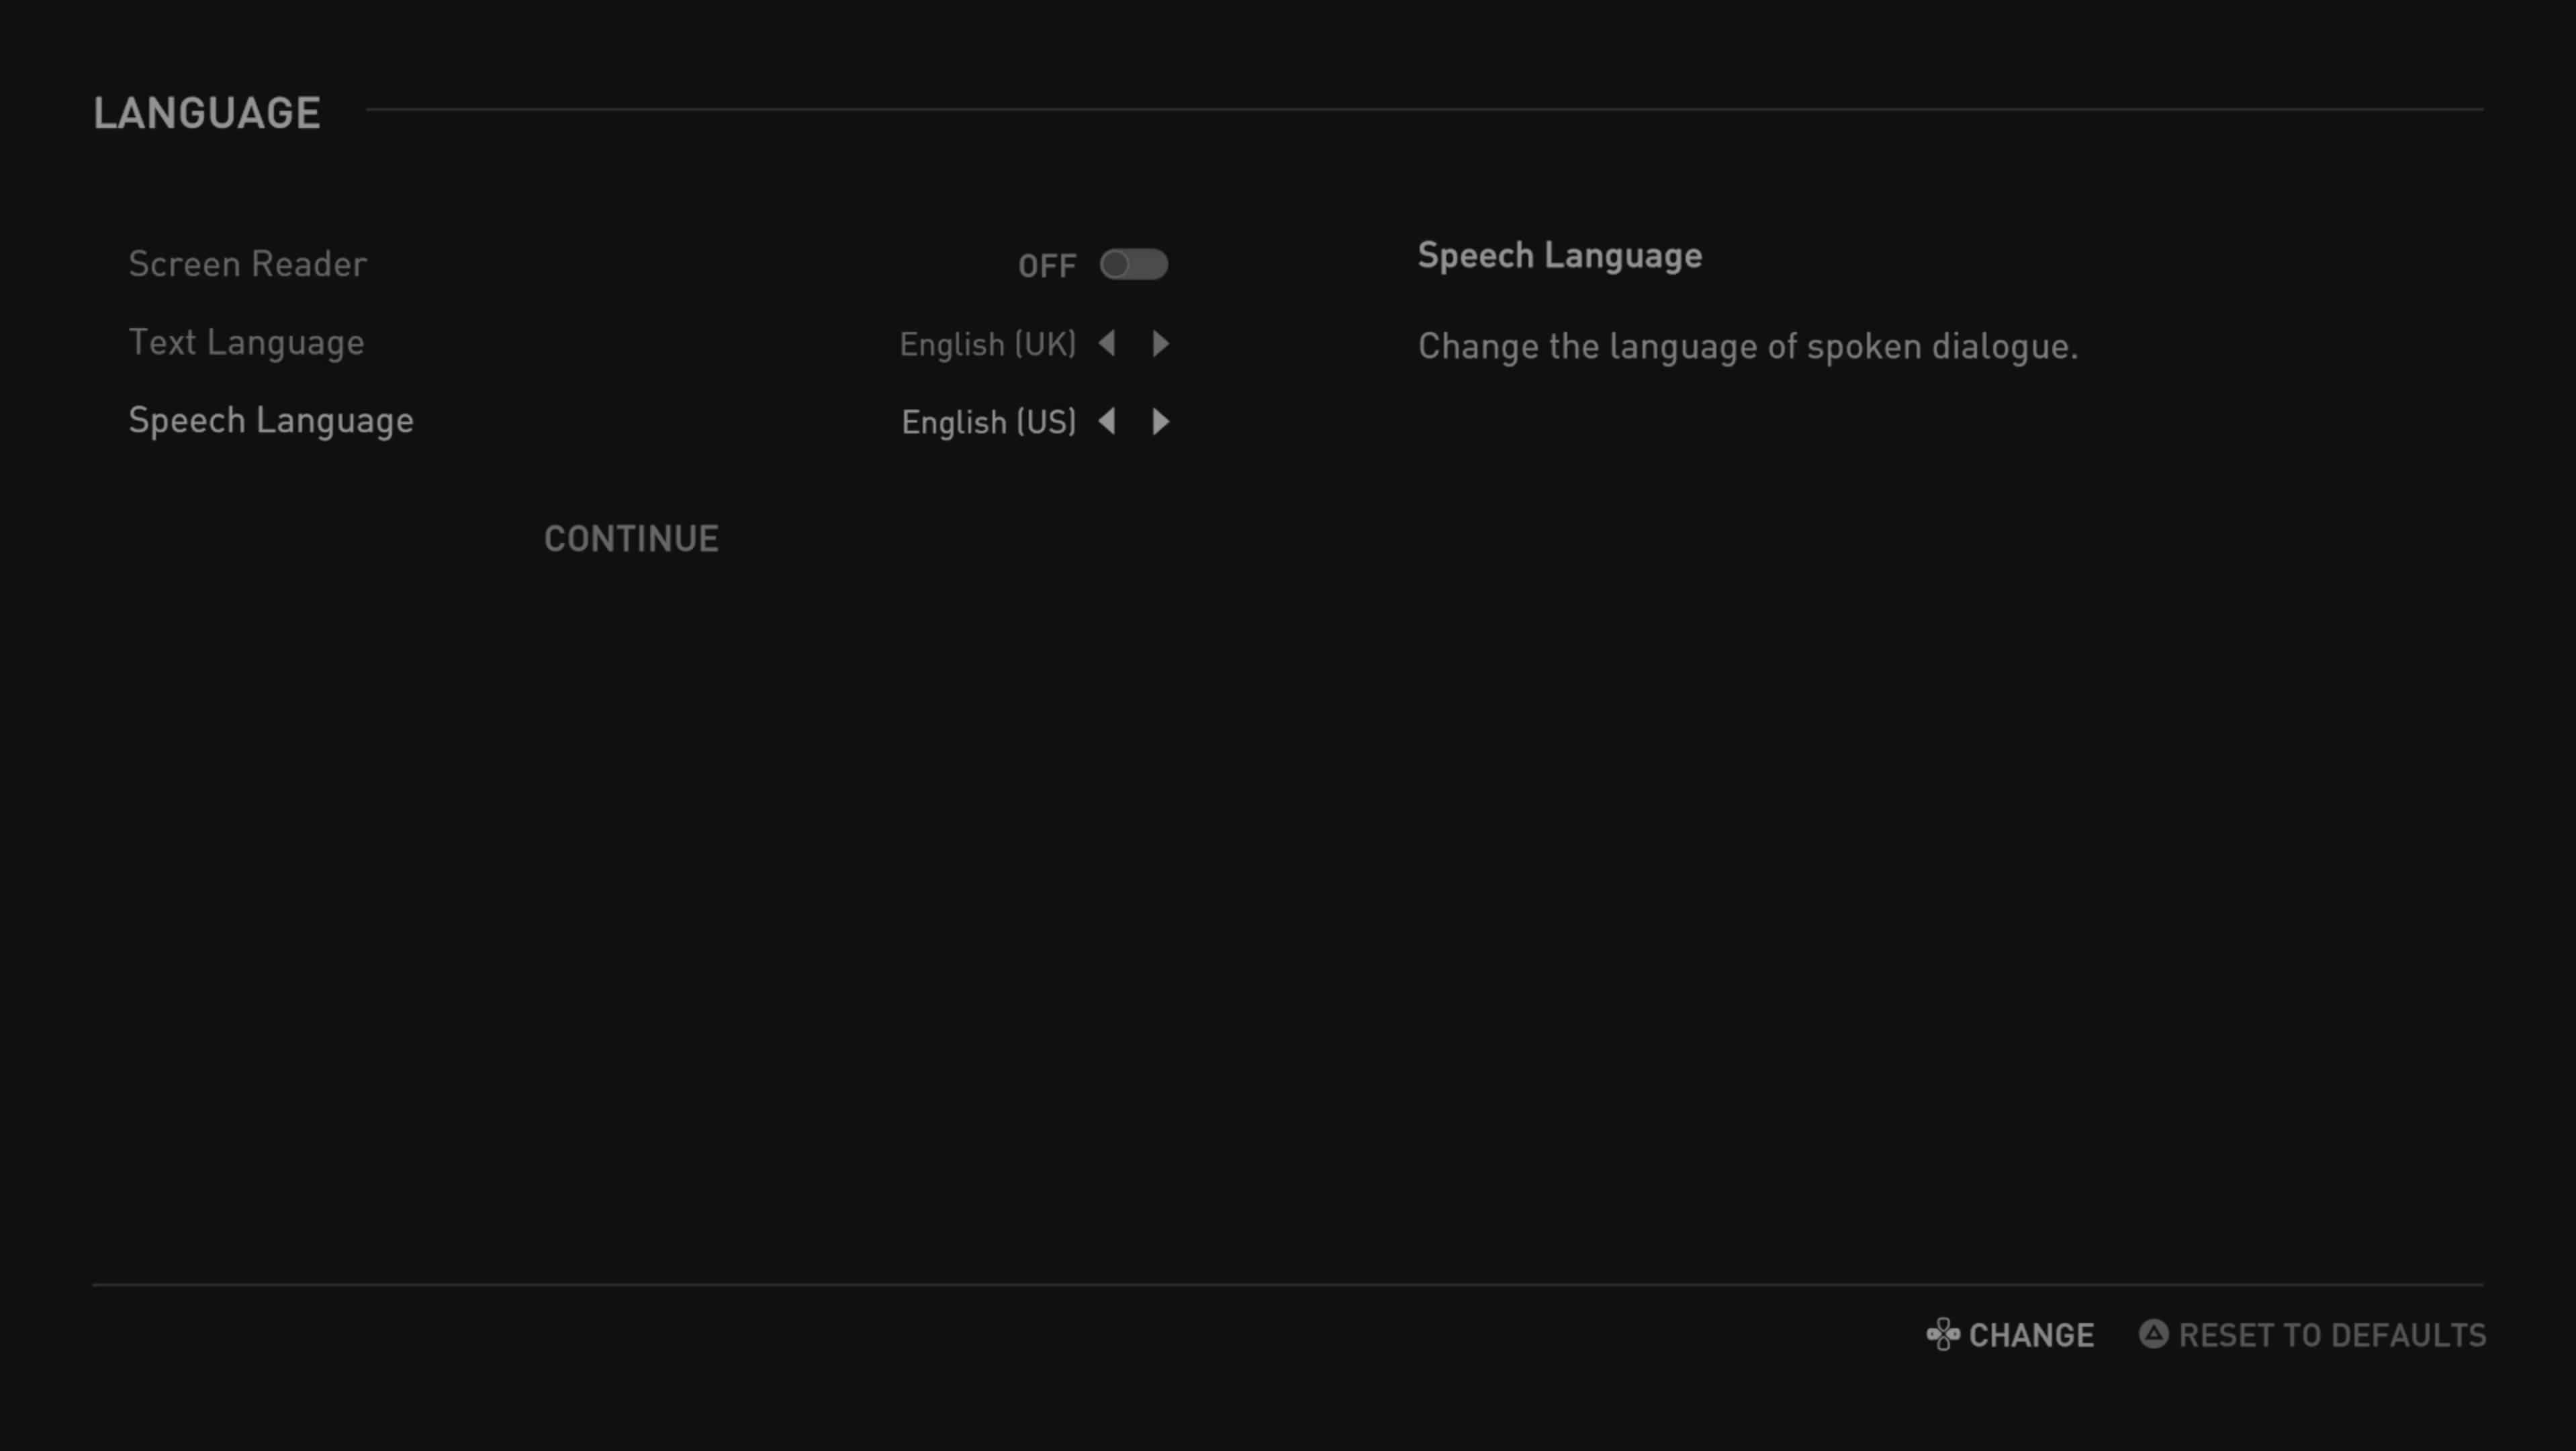 LANGUAGE
Screen Reader OFF
Text Language English (UK)
Speech Language English (US)
CONTINUE
Speech Language
Change the language of spoken dialogue.
CHANGE RESET TO DEFAULTS